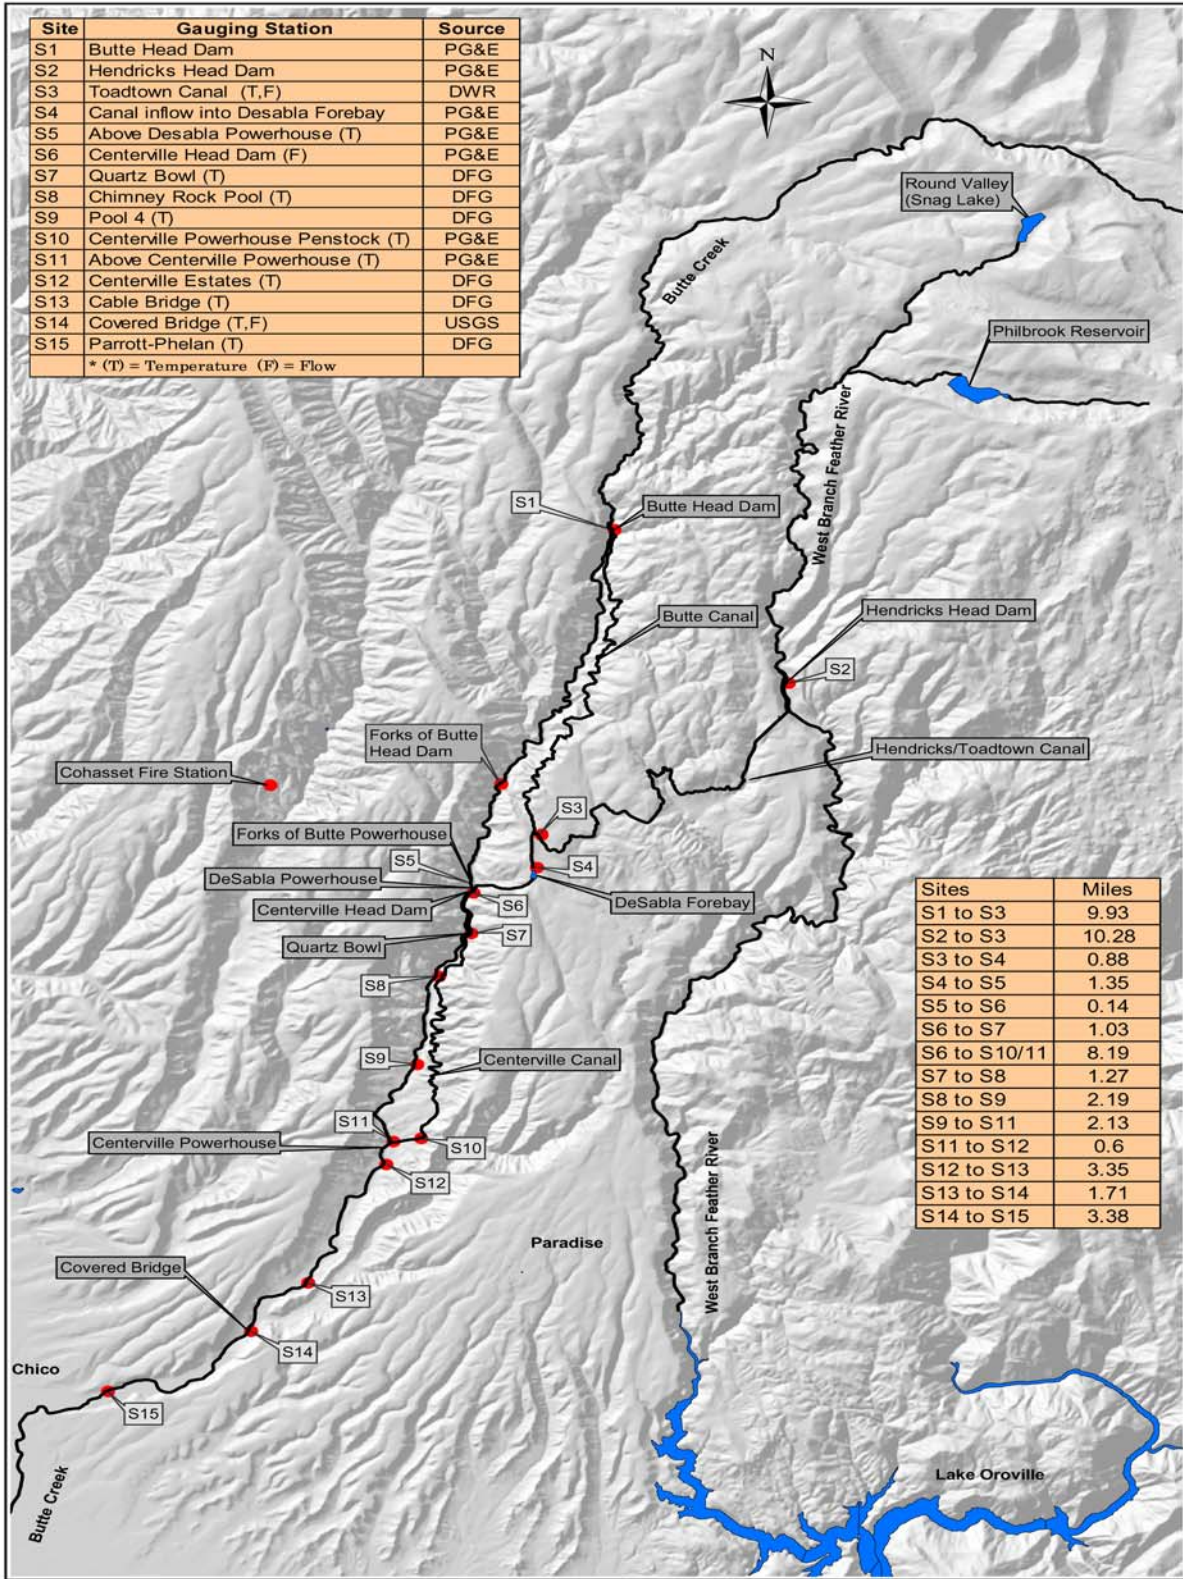 Site Gauging Station Source
S1 Butte Head Dam PG&E
S2 Hendricks Head Dam PG&E
S3 Toadtown Canal (T,F) DWR
S4 Canal inflow into Desabla Forebay PG&E
S5 Above Desabla Powerhouse (T) PG&E
S6 Centerville Head Dam (F) PG&E
S7 Quartz Bowl (T) DFG
S8 Chimney Rock Pool (T) DFG
S9 Pool 4 (T) DFG
S10 Centerville Powerhouse Penstock (T) PG&E
S11 Above Centerville Powerhouse (T) PG&E
S12 Centerville Estates (T) DFG
S13 Cable Bridge (T) DFG
S14 Covered Bridge (T,F) USGS
S15 Parrott-Phelan (T) DFG
* (T) = Temperature (F) = Flow
N
Round Valley
(Snag Lake)
Butte Creek
Philbrook Reservoir
West Branch Feather River
S1
Butte Head Dam
Butte Canal
Hendricks Head Dam
S2
Forks of Butte
Head Dam
Hendricks/Toadtown Canal
Cohasset Fire Station
S3
Forks of Butte Powerhouse
S5
S4
DeSabla Powerhouse
DeSabla Forebay
Centerville Head Dam
S6
Quartz Bowl
S7
S8
S9
Centerville Canal
S11
Centerville Powerhouse
S10
S12
Sites Miles
S1 to S3 9.93
S2 to S3 10.28
S3 to S4 0.88
S4 to S5 1.35
S5 to S6 0.14
S6 to S7 1.03
S6 to S10/11 8.19
S7 to S8 1.27
S8 to S9 2.19
S9 to S11 2.13
S11 to S12 0.6
S12 to S13 3.35
S13 to S14 1.71
S14 to S15 3.38
West Branch Feather River
Paradise
Covered Bridge
S13
S14
Chico
S15
Lake Oroville
Butte Creek